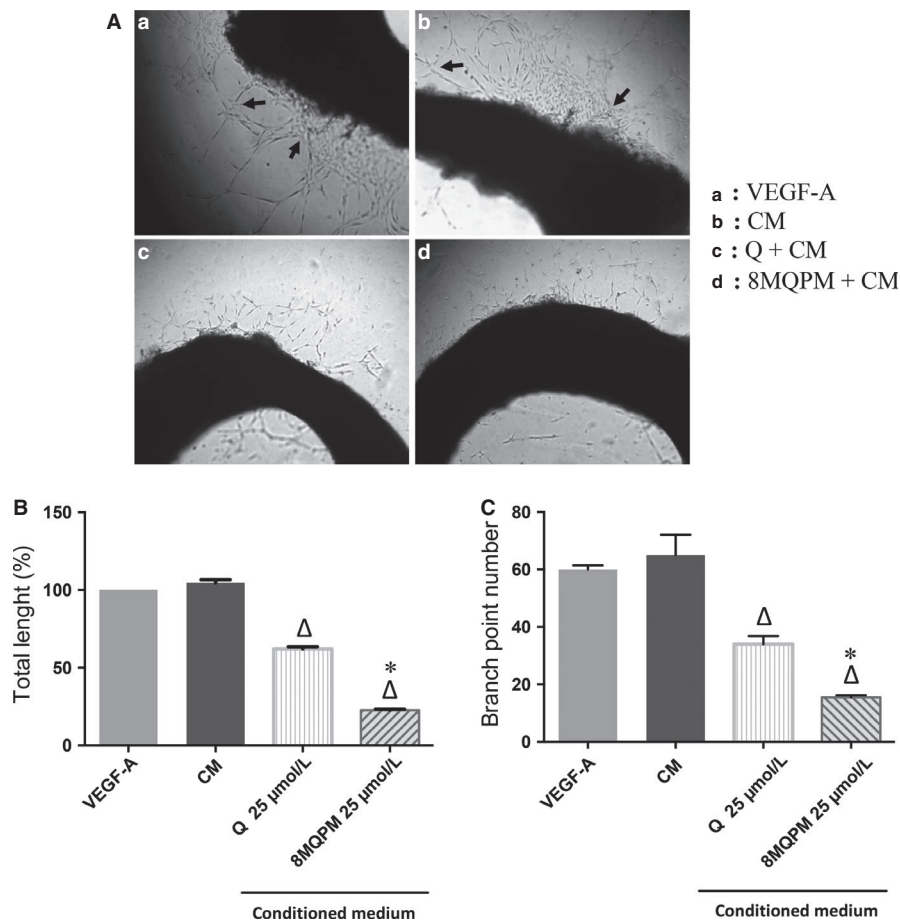 A
a
b
c
d
a : VEGF-A
b : CM
c : Q + CM
d : 8MQPM + CM
B
Total lenght (%)
150
100
50
0
Δ
*
Δ
VEGF-A
CM
Q 25 µmol/L
8MQPM 25 µmol/L
Conditioned medium
C
Branch point number
80
60
40
20
0
Δ
*
Δ
VEGF-A
CM
Q 25 µmol/L
8MQPM 25 µmol/L
Conditioned medium